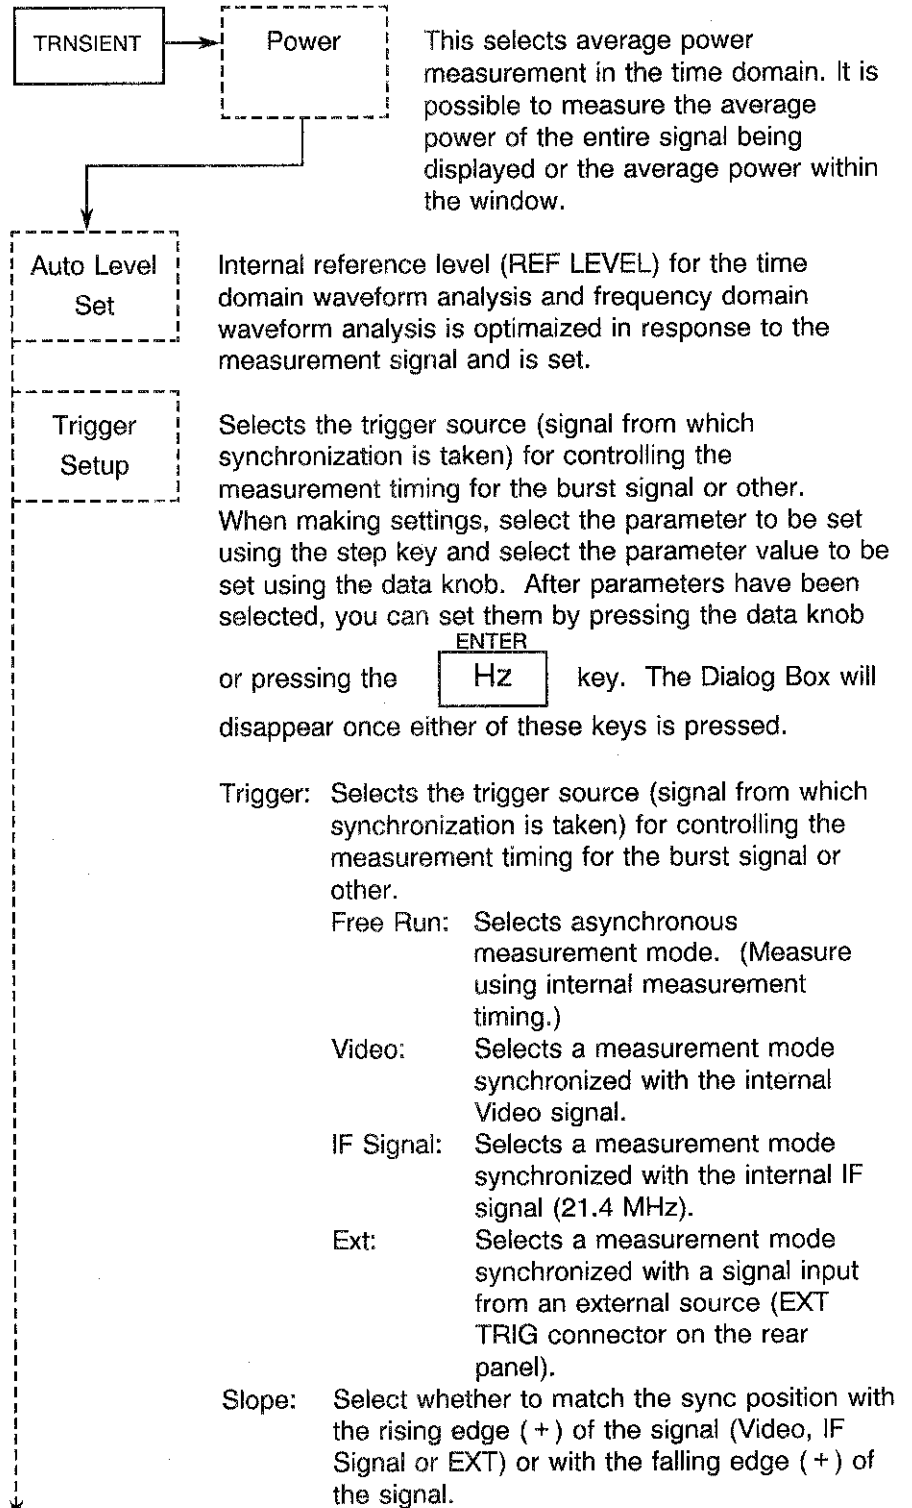 TRNSIENT
Power
This selects average power
measurement in the time domain. It is
possible to measure the average
power of the entire signal being
displayed or the average power within
the window.
Auto Level
Set
Internal reference level (REF LEVEL) for the time
domain waveform analysis and frequency domain
waveform analysis is optimaized in response to the
measurement signal and is set.
Trigger
Setup
Selects the trigger source (signal from which
synchronization is taken) for controlling the
measurement timing for the burst signal or other.
When making settings, select the parameter to be set
using the step key and select the parameter value to be
set using the data knob. After parameters have been
selected, you can set them by pressing the data knob
ENTER
or pressing the Hz key. The Dialog Box will
disappear once either of these keys is pressed.
Trigger: Selects the trigger source (signal from which
synchronization is taken) for controlling the
measurement timing for the burst signal or
other.
Free Run: Selects asynchronous
measurement mode. (Measure
using internal measurement
timing.)
Video: Selects a measurement mode
synchronized with the internal
Video signal.
IF Signal: Selects a measurement mode
synchronized with the internal IF
signal (21.4 MHz).
Ext: Selects a measurement mode
synchronized with a signal input
from an external source (EXT
TRIG connector on the rear
panel).
Slope: Select whether to match the sync position with
the rising edge (+) of the signal (Video, IF
Signal or EXT) or with the falling edge (+) of
the signal.